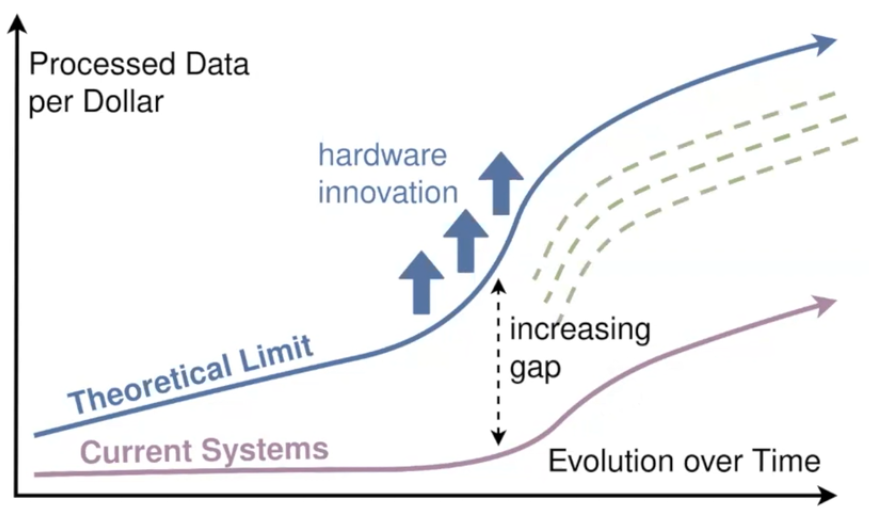 Processed Data
per Dollar
hardware
innovation
increasing
gap
Theoretical Limit
Current Systems
Evolution over Time